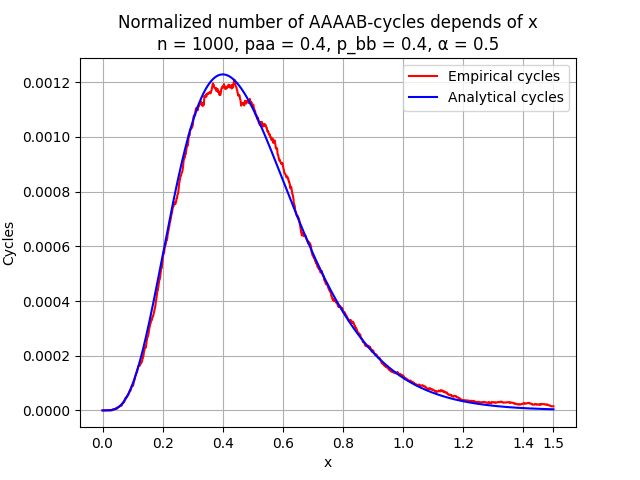 Normalized number of AAAAB-cycles depends of x
n = 1000, paa = 0.4, p_bb = 0.4, α = 0.5
Empirical cycles
Analytical cycles
0.0012
0.0010
0.0008
0.0006
0.0004
0.0002
0.0000
Cycles
0.0 0.2 0.4 0.6 0.8 1.0 1.2 1.4 1.5
x